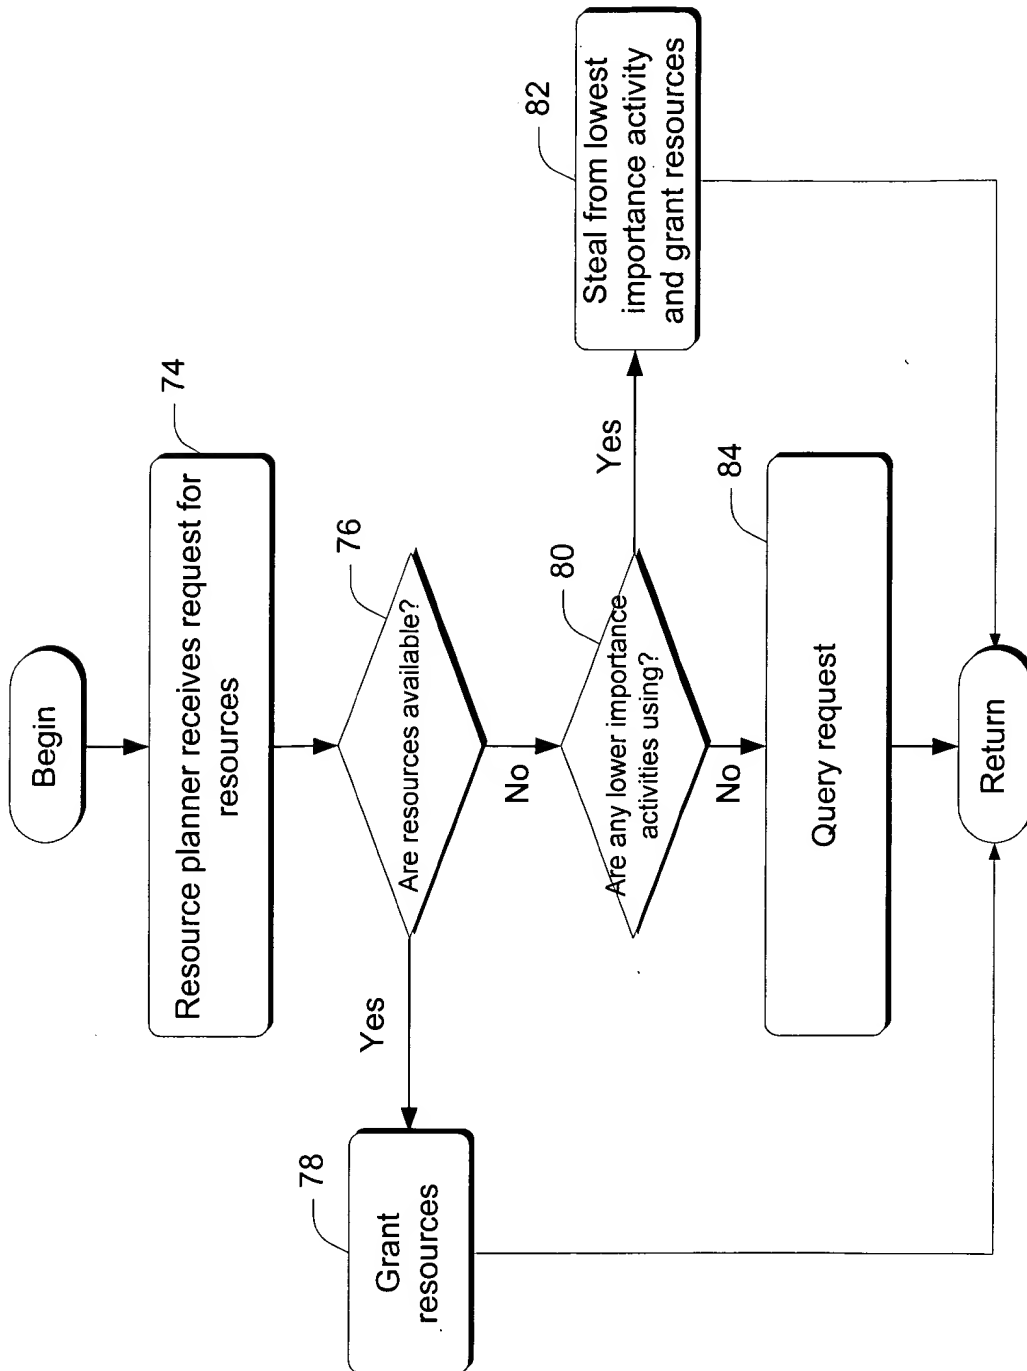 Begin
74
Resource planner receives request for
resources
76
Are resources available?
Yes
No
78
Grant
resources
80
Are any lower importance
activities using?
Yes
No
82
Steal from lowest
importance activity
and grant resources
84
Query request
Return